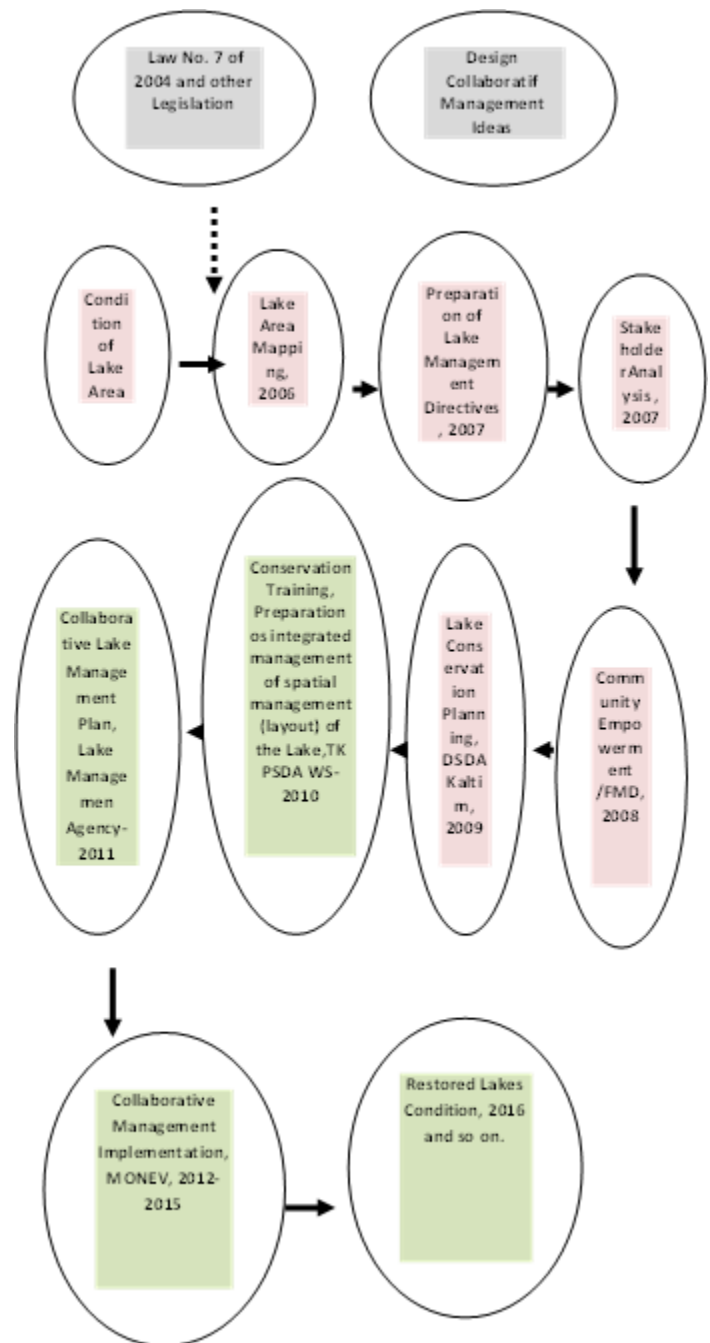 Law No. 7 of
2004 and other
Legislation
Design
Collaboratif
Management
Ideas
Condi
tion
of
Lake
Area
Lake
Area
Mappi
ng,
2006
Preparati
on of
Lake
Managem
ent
Directives
, 2007
Stake
holde
rAnal
ysis,
2007
Collabora
tive Lake
Manage
ment
Plan,
Lake
Managemen
Agency-
2011
Conservation
Training,
Preparation
os integrated
management
of spatial
management
(layout) of
the Lake,TK
PSDA WS-
2010
Lake
Cons
ervat
ion
Plann
ing,
DSDA
Kalti
m,
2009
Comm
unity
Empo
werm
ent
/FMD,
2008
Collaborative
Management
Implementation,
MONEV, 2012-
2015
Restored Lakes
Condition, 2016
and so on.